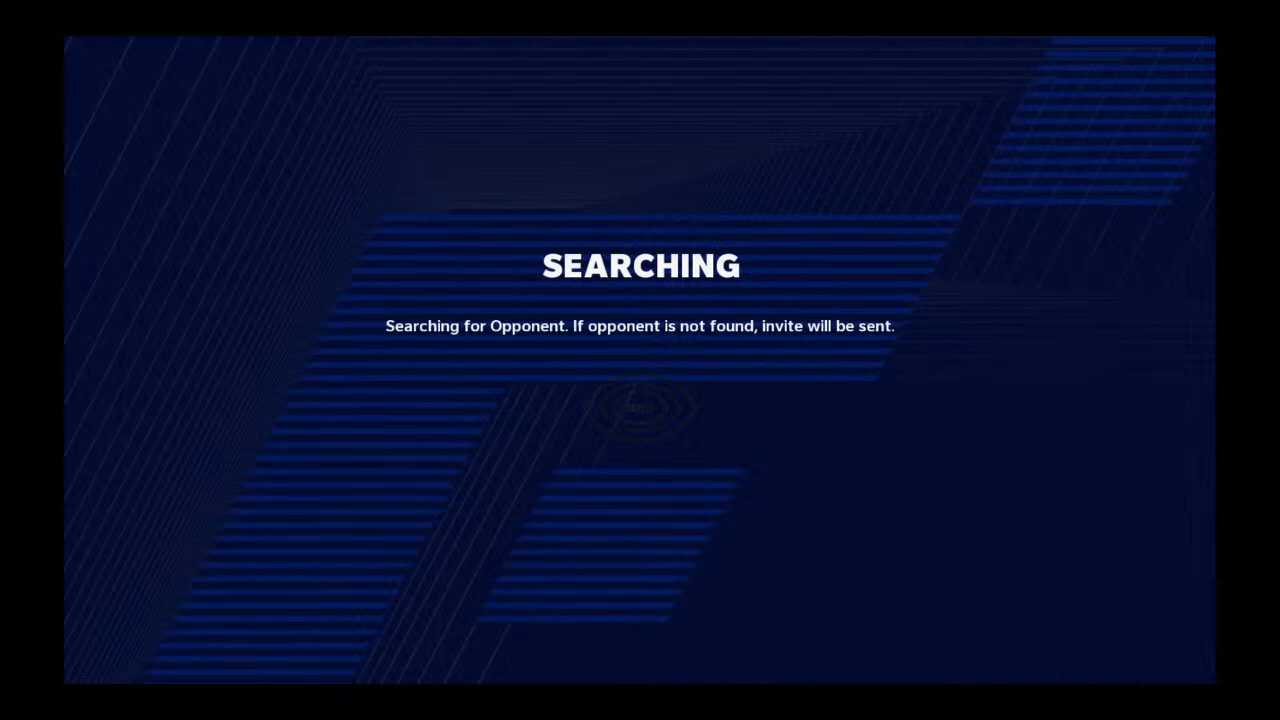 SEARCHING
Searching for Opponent. If opponent is not found, invite will be sent.